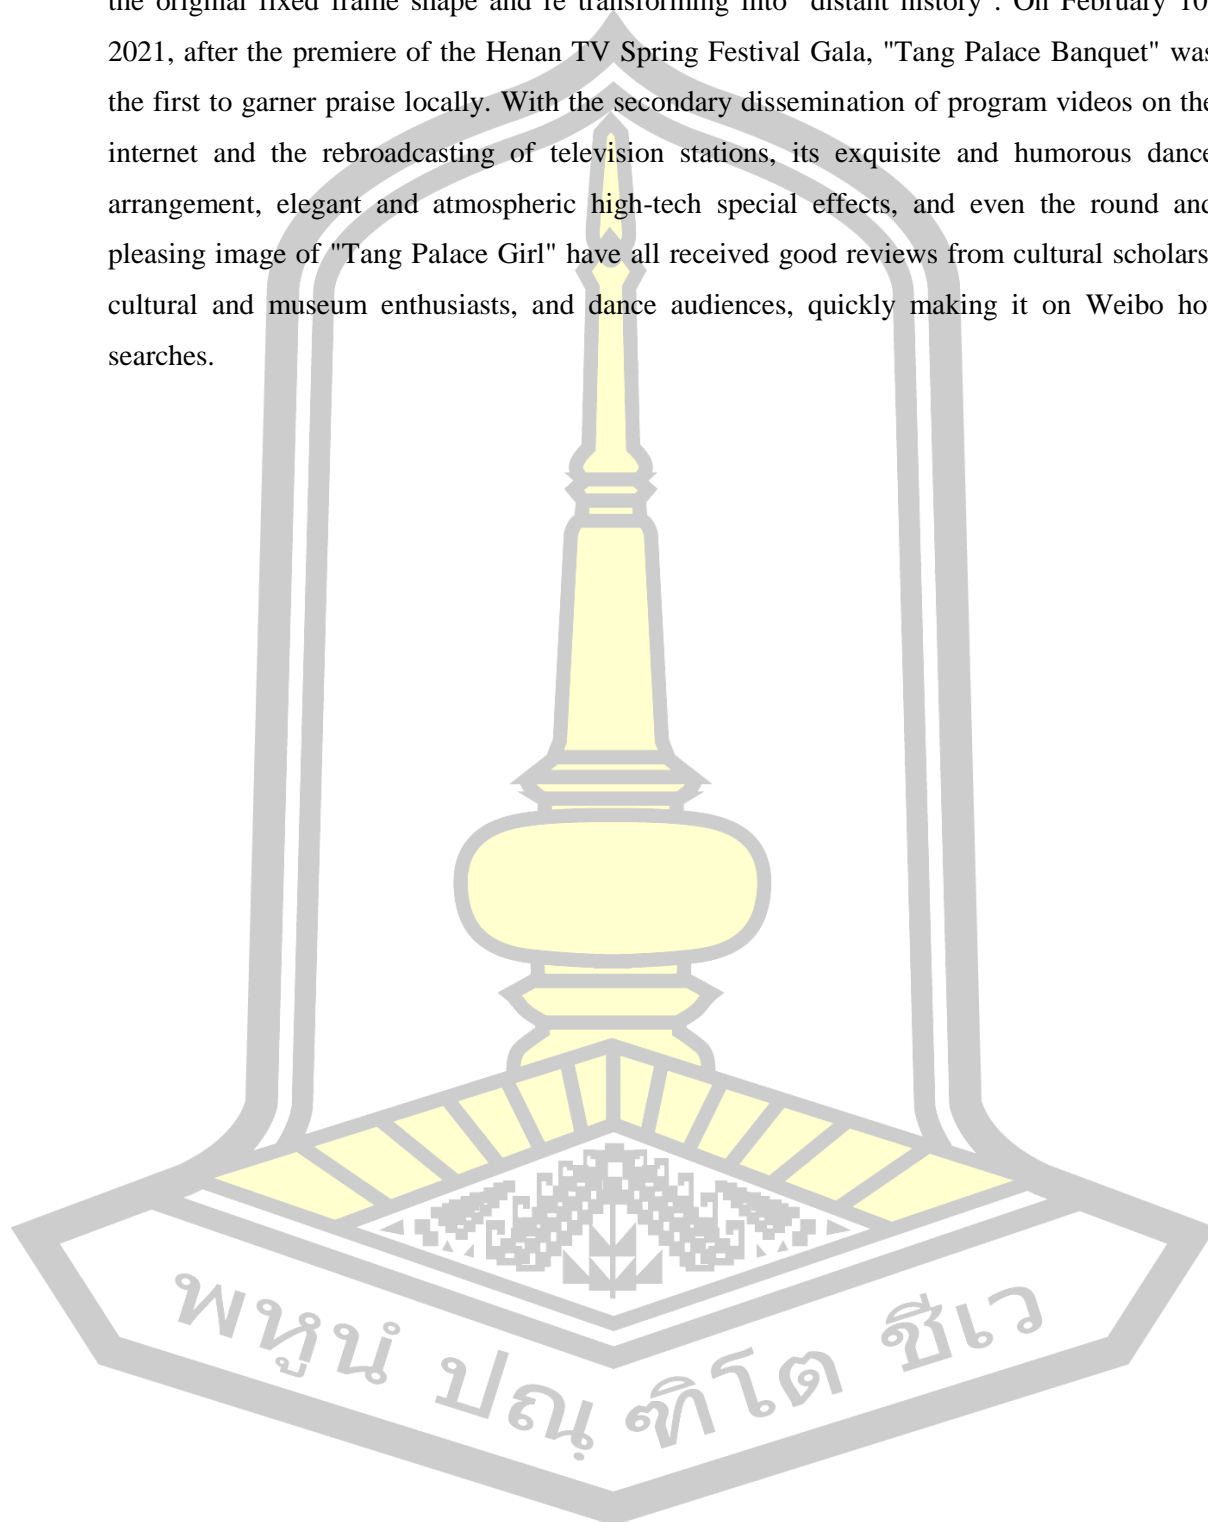 the original fixed frame shape and re transforming into "distant history". On February 10
2021, after the premiere of the Henan TV Spring Festival Gala, "Tang Palace Banquet" was
the first to garner praise locally. With the secondary dissemination of program videos on the
internet and the rebroadcasting of television stations, its exquisite and humorous dance
arrangement, elegant and atmospheric high-tech special effects, and even the round and
pleasing image of "Tang Palace Girl" have all received good reviews from cultural scholars
cultural and museum enthusiasts, and dance audiences, quickly making it on Weibo hot
searches.
พหูนํ ปณฺฑิโต ชีเว